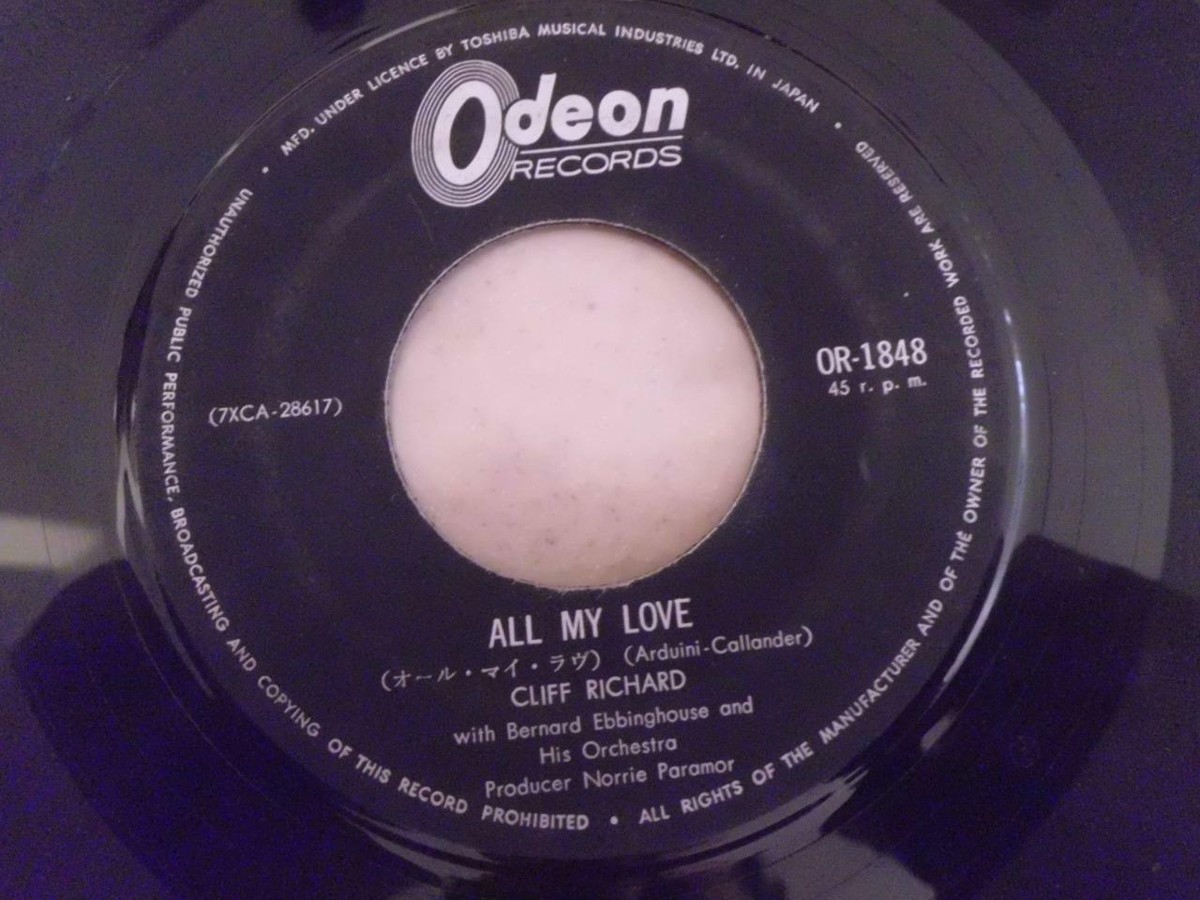 MFD. UNDER LICENCE BY TOSHIBA MUSICAL INDUSTRIES LTD. IN JAPAN •
Odeon
RECORDS
OR-1848
45 r. p. m.
(7XCA-28617)
ALL MY LOVE
(オール・マイ・ラヴ) (Arduini-Callander)
CLIFF RICHARD
with Bernard Ebbinghouse and
His Orchestra
Producer Norrie Paramor
• UNAUTHORIZED PUBLIC PERFORMANCE, BROADCASTING AND COPYING OF THIS RECORD PROHIBITED • ALL RIGHTS OF THE MANUFACTURER AND OF THE OWNER OF THE RECORDED WORK ARE RESERVED